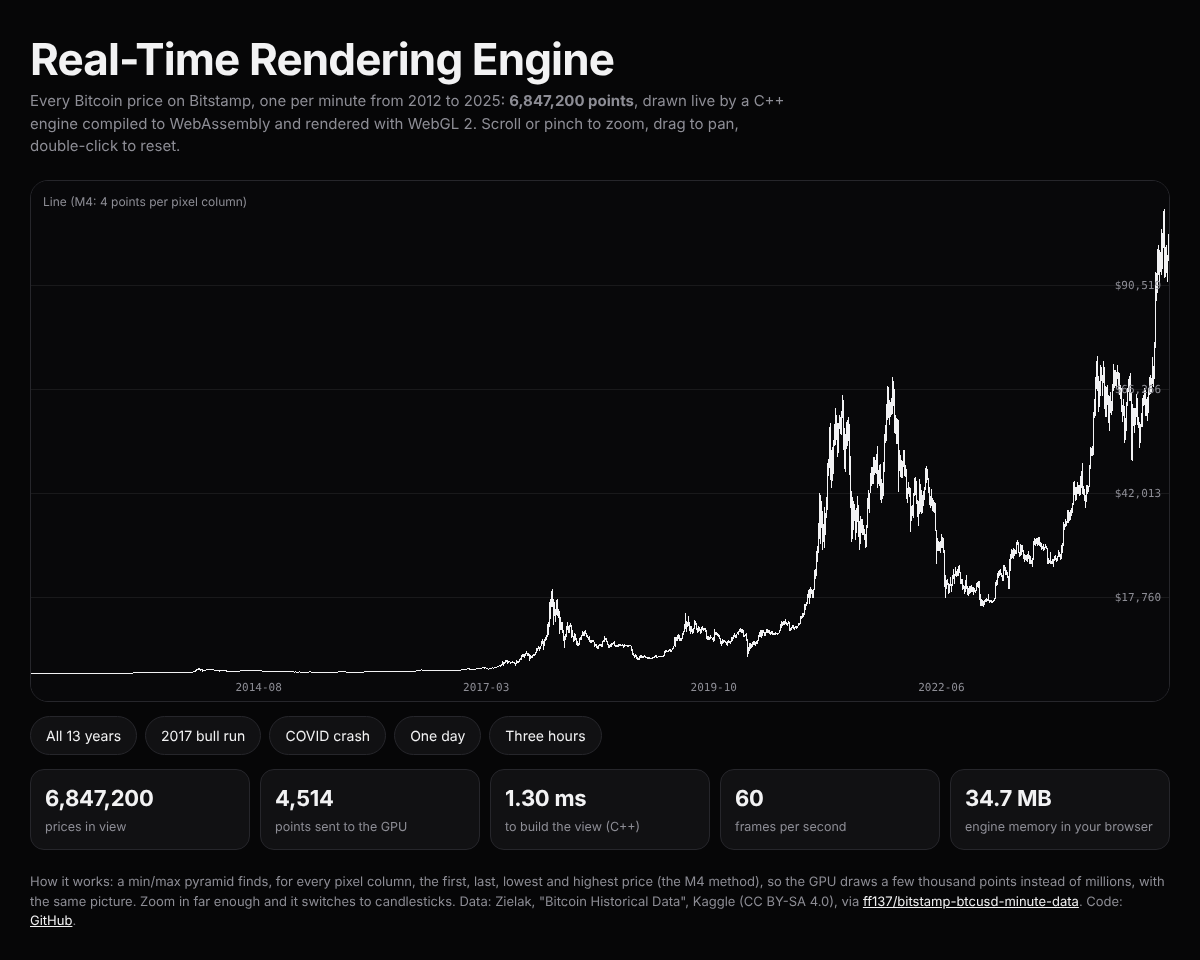 Real-Time Rendering Engine
Every Bitcoin price on Bitstamp, one per minute from 2012 to 2025: 6,847,200 points, drawn live by a C++
engine compiled to WebAssembly and rendered with WebGL 2. Scroll or pinch to zoom, drag to pan,
double-click to reset.
Line (M4: 4 points per pixel column)
$42,013
$17,760
2014-08
2017-03
2019-10
2022-06
All 13 years
2017 bull run
COVID crash
One day
Three hours
6,847,200
prices in view
4,514
points sent to the GPU
1.30 ms
to build the view (C++)
60
frames per second
34.7 MB
engine memory in your browser
How it works: a min/max pyramid finds, for every pixel column, the first, last, lowest and highest price (the M4 method), so the GPU draws a few thousand points instead of millions, with
the same picture. Zoom in far enough and it switches to candlesticks. Data: Zielak, "Bitcoin Historical Data", Kaggle (CC BY-SA 4.0), via ff137/bitstamp-btcusd-minute-data. Code:
GitHub.